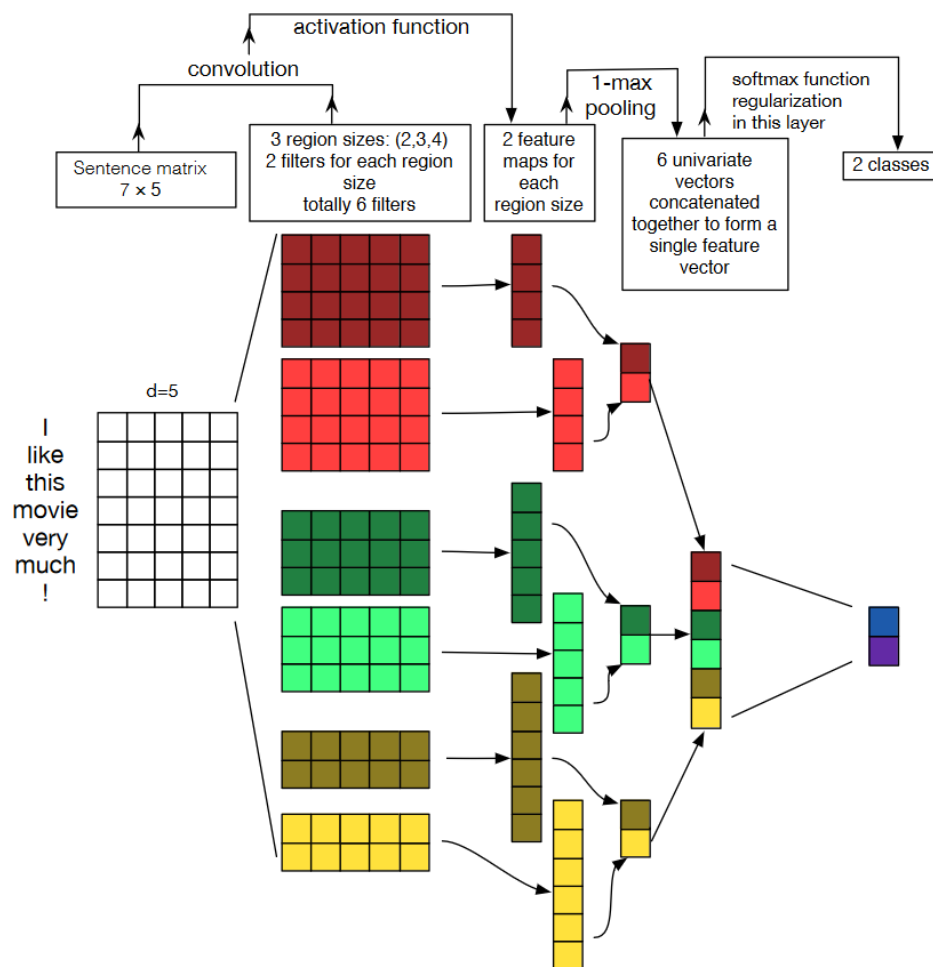 activation function
convolution
1-max
pooling
softmax function
regularization
in this layer
Sentence matrix
7 × 5
3 region sizes: (2,3,4)
2 filters for each region
size
totally 6 filters
2 feature
maps for
each
region size
6 univariate
vectors
concatenated
together to form a
single feature
vector
2 classes
d=5
I
like
this
movie
very
much
!